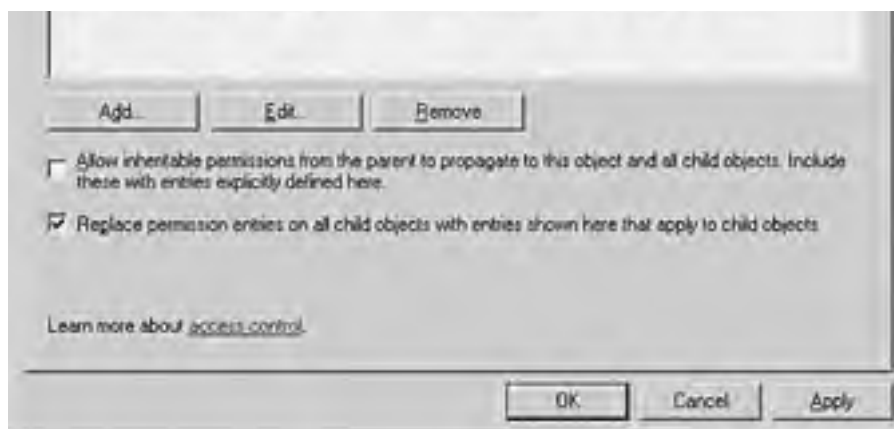 Add...
Edit...
Remove
Allow inheritable permissions from the parent to propagate to this object and all child objects. Include
these with entries explicitly defined here.
Replace permission entries on all child objects with entries shown here that apply to child objects
Learn more about access control.
OK
Cancel
Apply